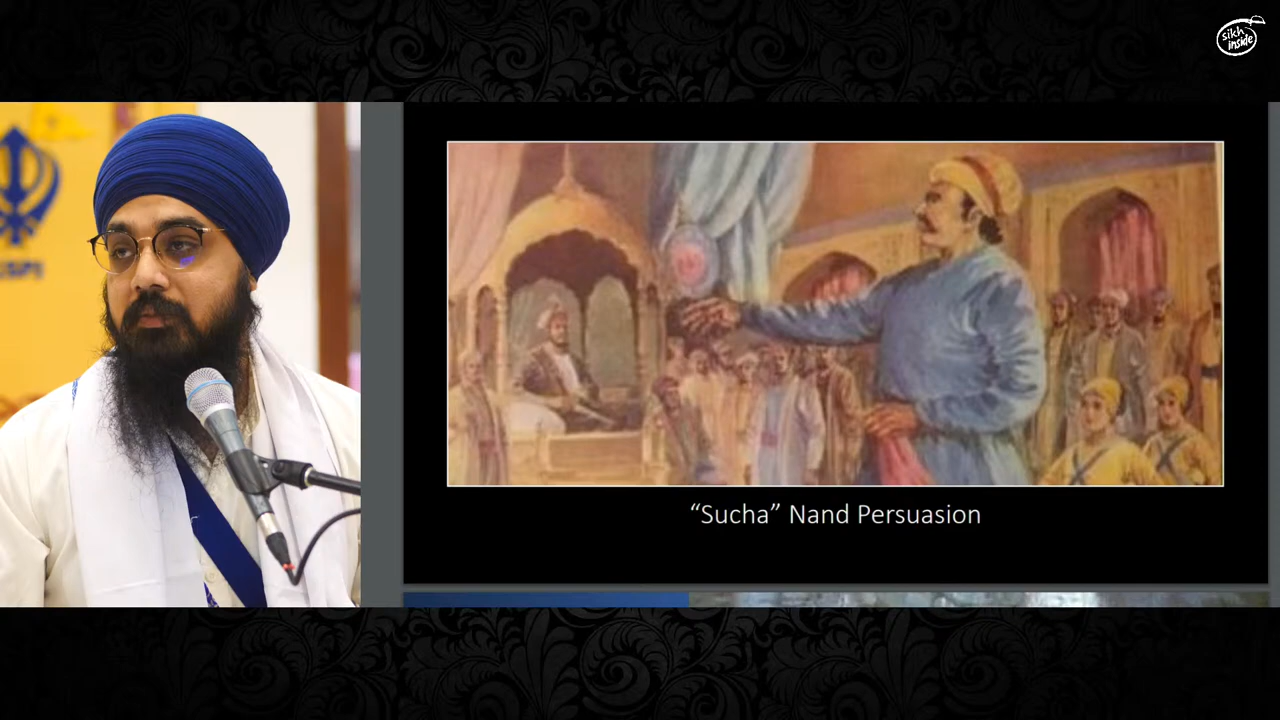 sikh
inside
“Sucha” Nand Persuasion